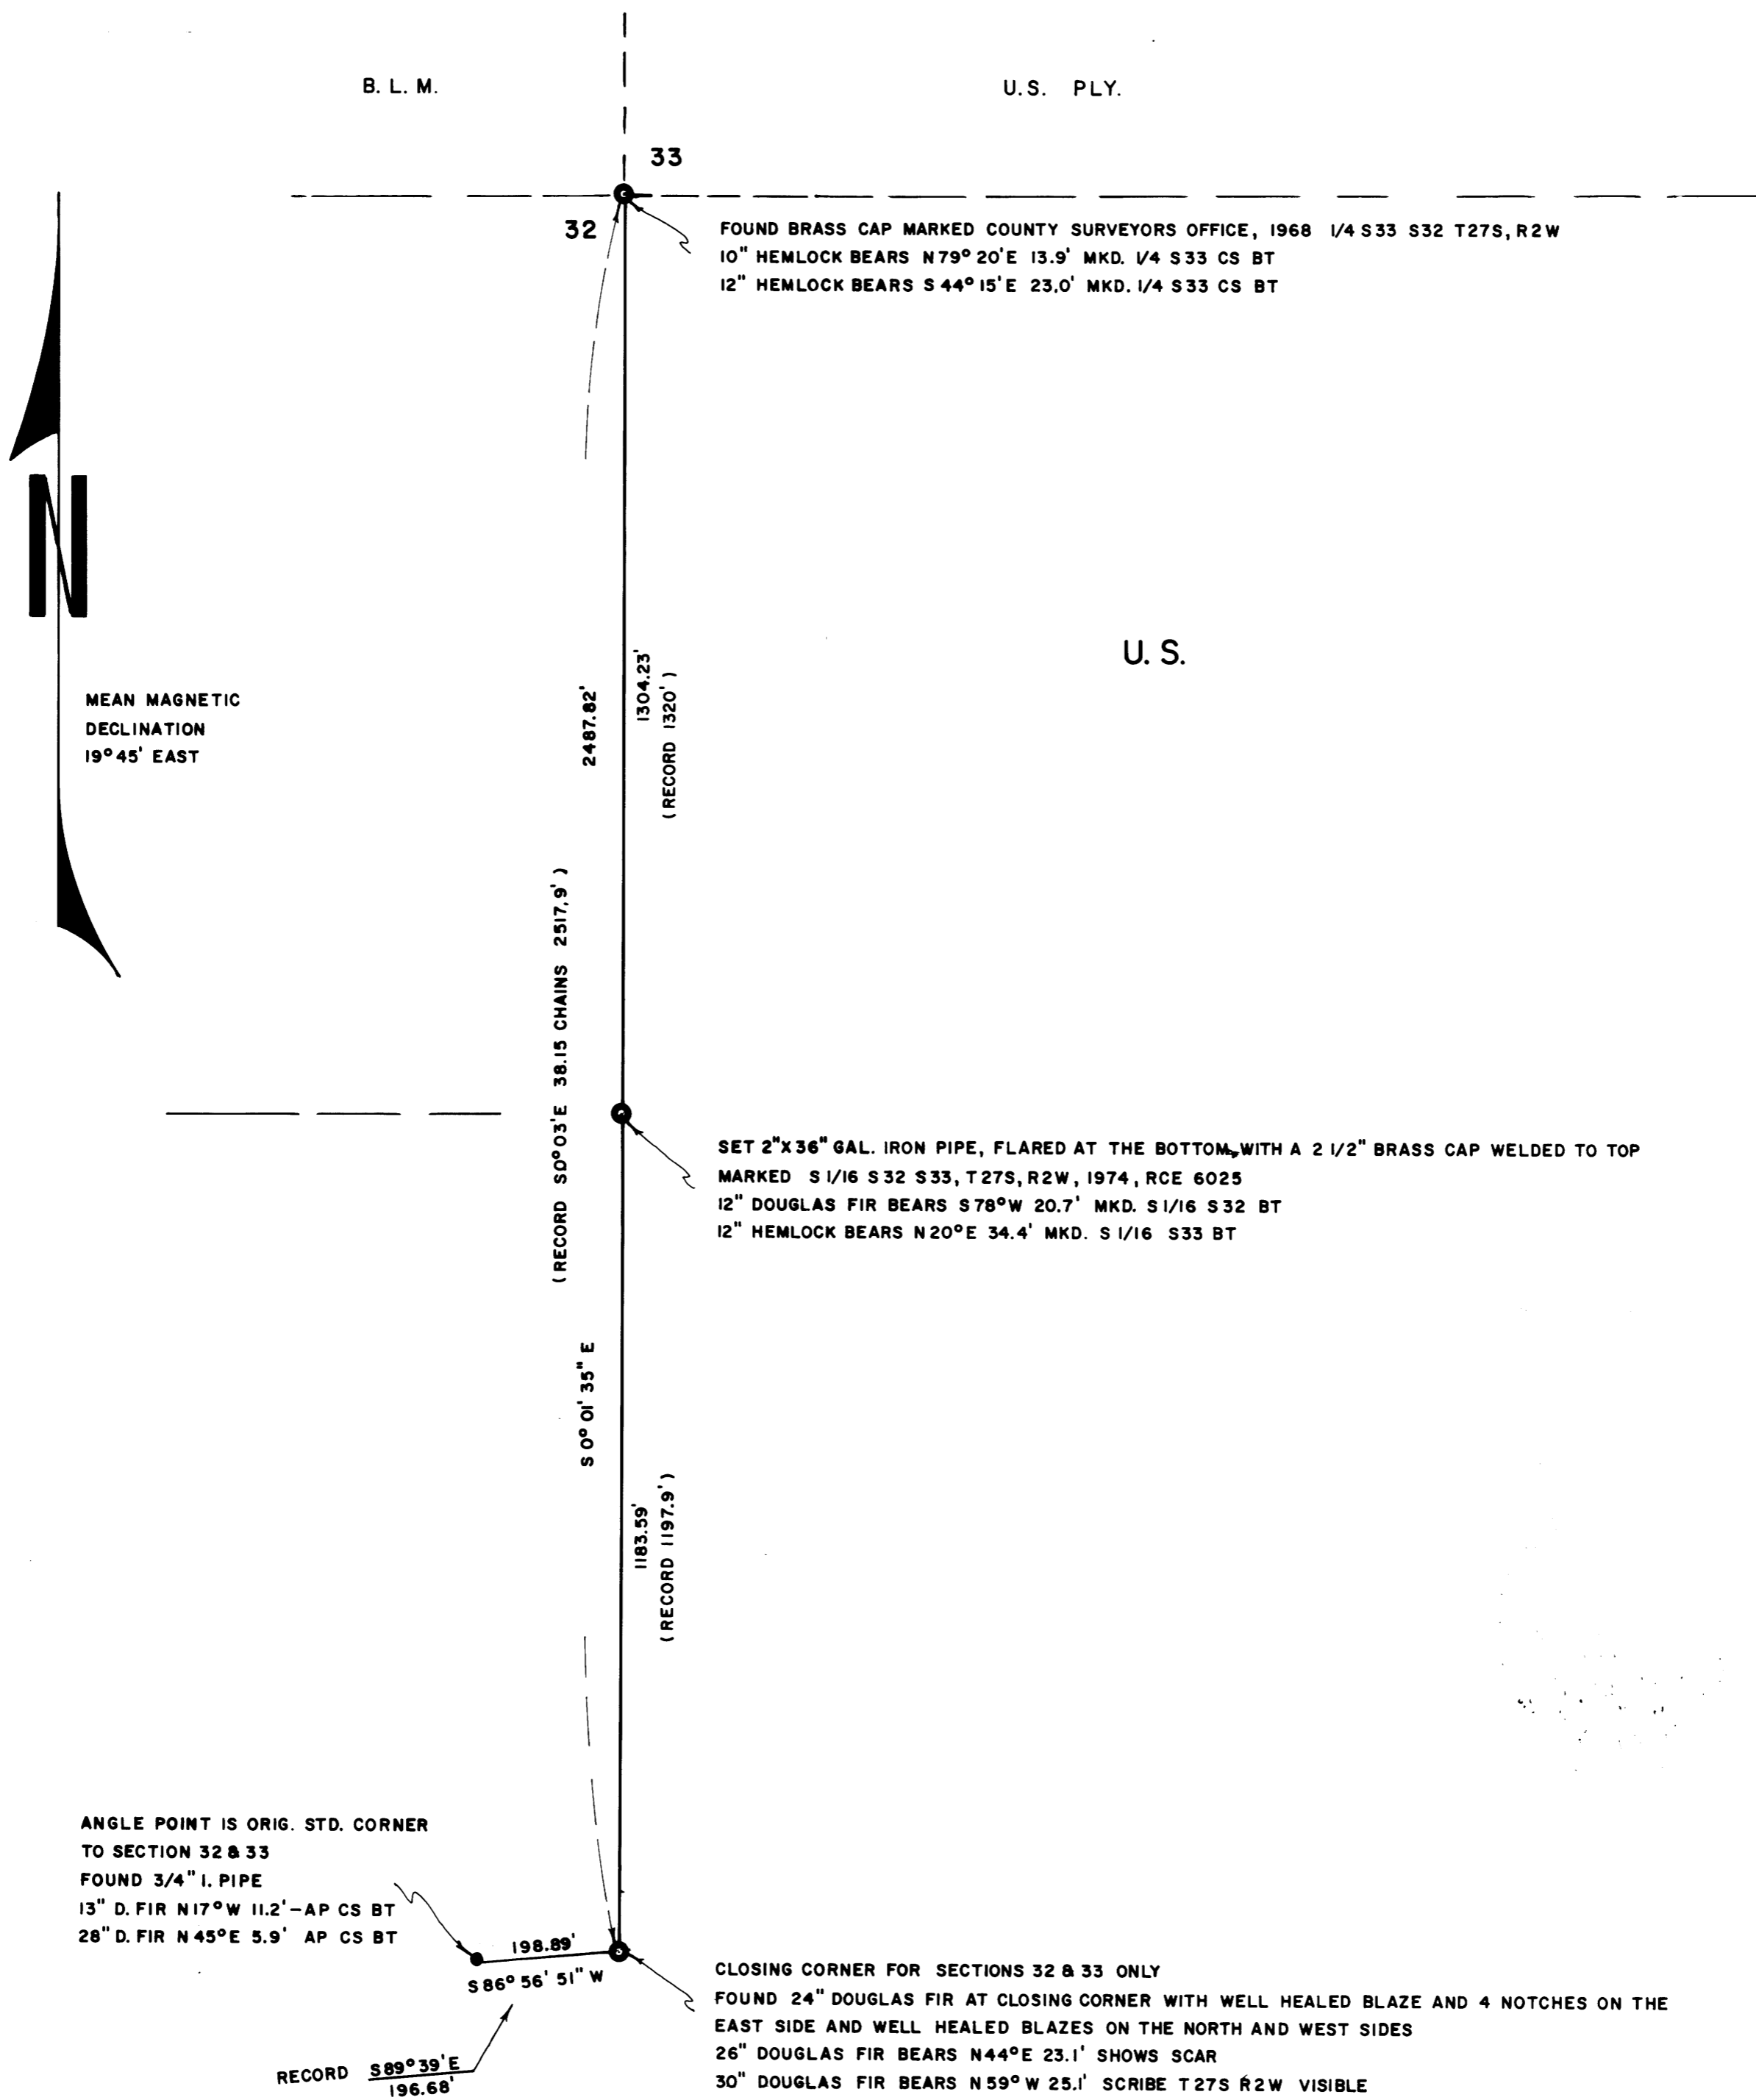 B. L. M.
U.S. PLY.
33
32
FOUND BRASS CAP MARKED COUNTY SURVEYORS OFFICE, 1968 1/4 S33 S32 T27S, R2W
10" HEMLOCK BEARS N79° 20'E 13.9' MKD. 1/4 S33 CS BT
12" HEMLOCK BEARS S 44° 15'E 23.0' MKD. 1/4 S33 CS BT
N
U. S.
MEAN MAGNETIC
DECLINATION
19° 45' EAST
2487.82'
1304.23'
(RECORD 1320')
(RECORD S0° 03'E 38.15 CHAINS 2517.9')
SET 2"X36" GAL. IRON PIPE, FLARED AT THE BOTTOM, WITH A 2 1/2" BRASS CAP WELDED TO TOP
MARKED S 1/16 S32 S33, T27S, R2W, 1974, RCE 6025
12" DOUGLAS FIR BEARS S78°W 20.7' MKD. S 1/16 S32 BT
12" HEMLOCK BEARS N20°E 34.4' MKD. S 1/16 S33 BT
S 0° 01' 35" E
1183.59'
(RECORD 1197.9')
ANGLE POINT IS ORIG. STD. CORNER
TO SECTION 32 & 33
FOUND 3/4" I. PIPE
13" D. FIR N17°W 11.2'-AP CS BT
28" D. FIR N 45°E 5.9' AP CS BT
198.89'
S 86° 56' 51" W
RECORD S89° 39'E
196.68'
CLOSING CORNER FOR SECTIONS 32 & 33 ONLY
FOUND 24" DOUGLAS FIR AT CLOSING CORNER WITH WELL HEALED BLAZE AND 4 NOTCHES ON THE
EAST SIDE AND WELL HEALED BLAZES ON THE NORTH AND WEST SIDES
26" DOUGLAS FIR BEARS N44°E 23.1' SHOWS SCAR
30" DOUGLAS FIR BEARS N59°W 25.1' SCRIBE T27S R2W VISIBLE